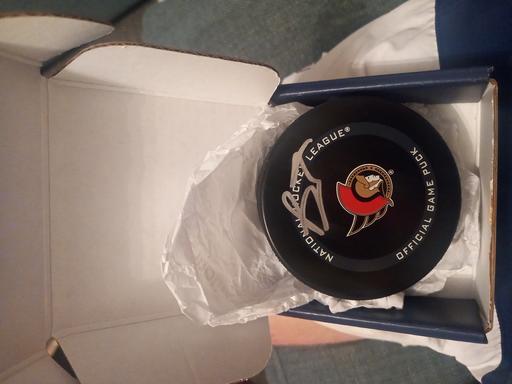 NATIONAL HOCKEY LEAGUE®
OFFICIAL GAME PUCK